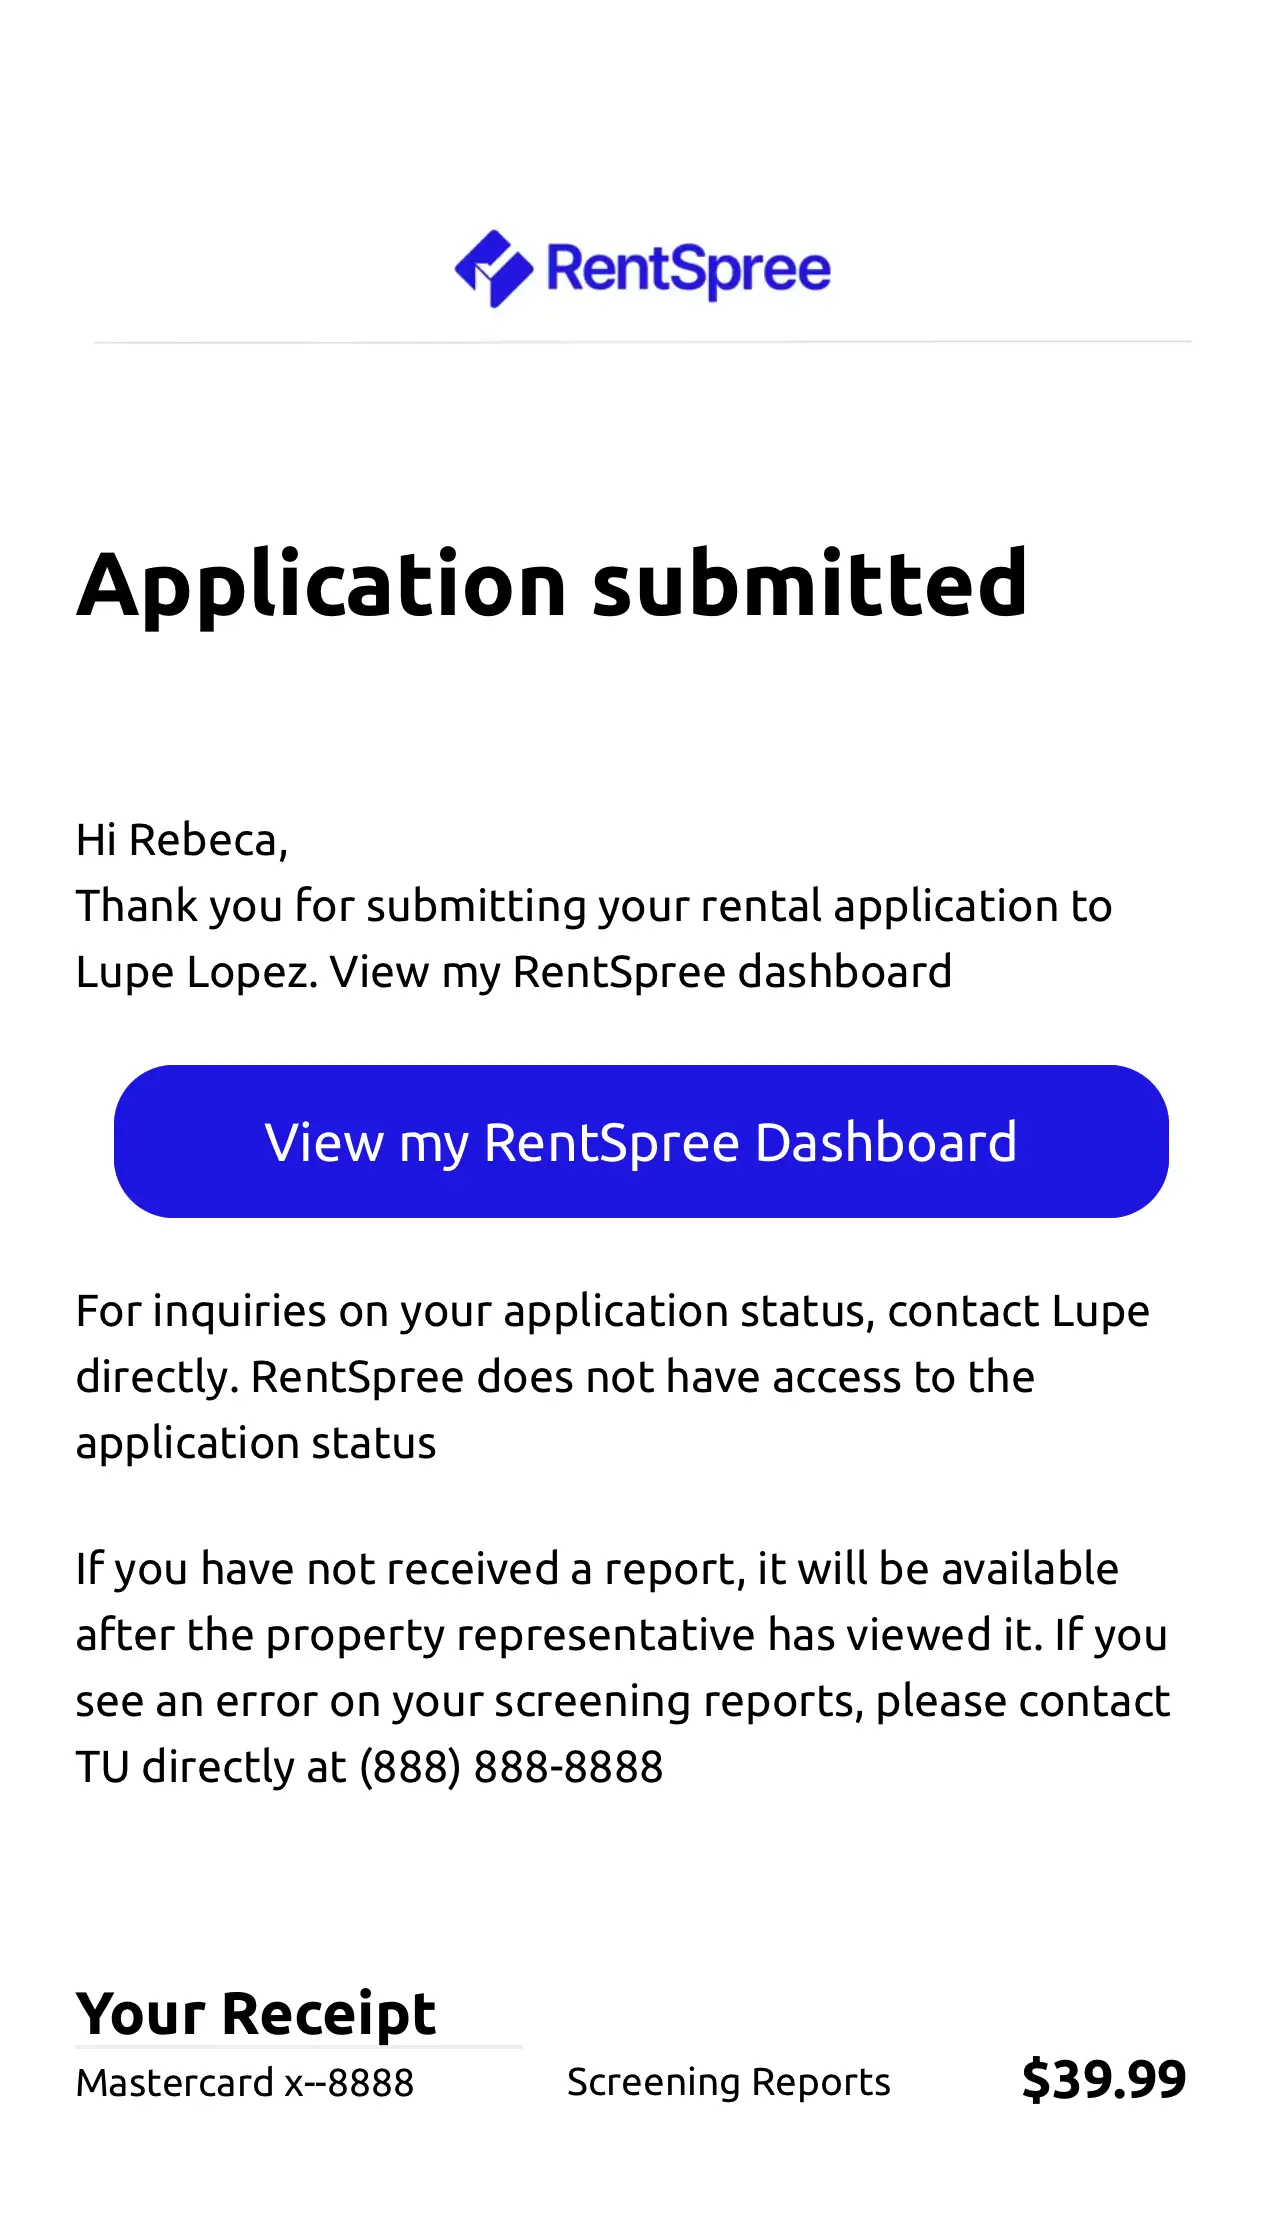 RentSpree
Application submitted
Hi Rebeca,
Thank you for submitting your rental application to
Lupe Lopez. View my RentSpree dashboard
View my RentSpree Dashboard
For inquiries on your application status, contact Lupe
directly. RentSpree does not have access to the
application status
If you have not received a report, it will be available
after the property representative has viewed it. If you
see an error on your screening reports, please contact
TU directly at (888) 888-8888
Your Receipt
Mastercard x--8888 Screening Reports $39.99